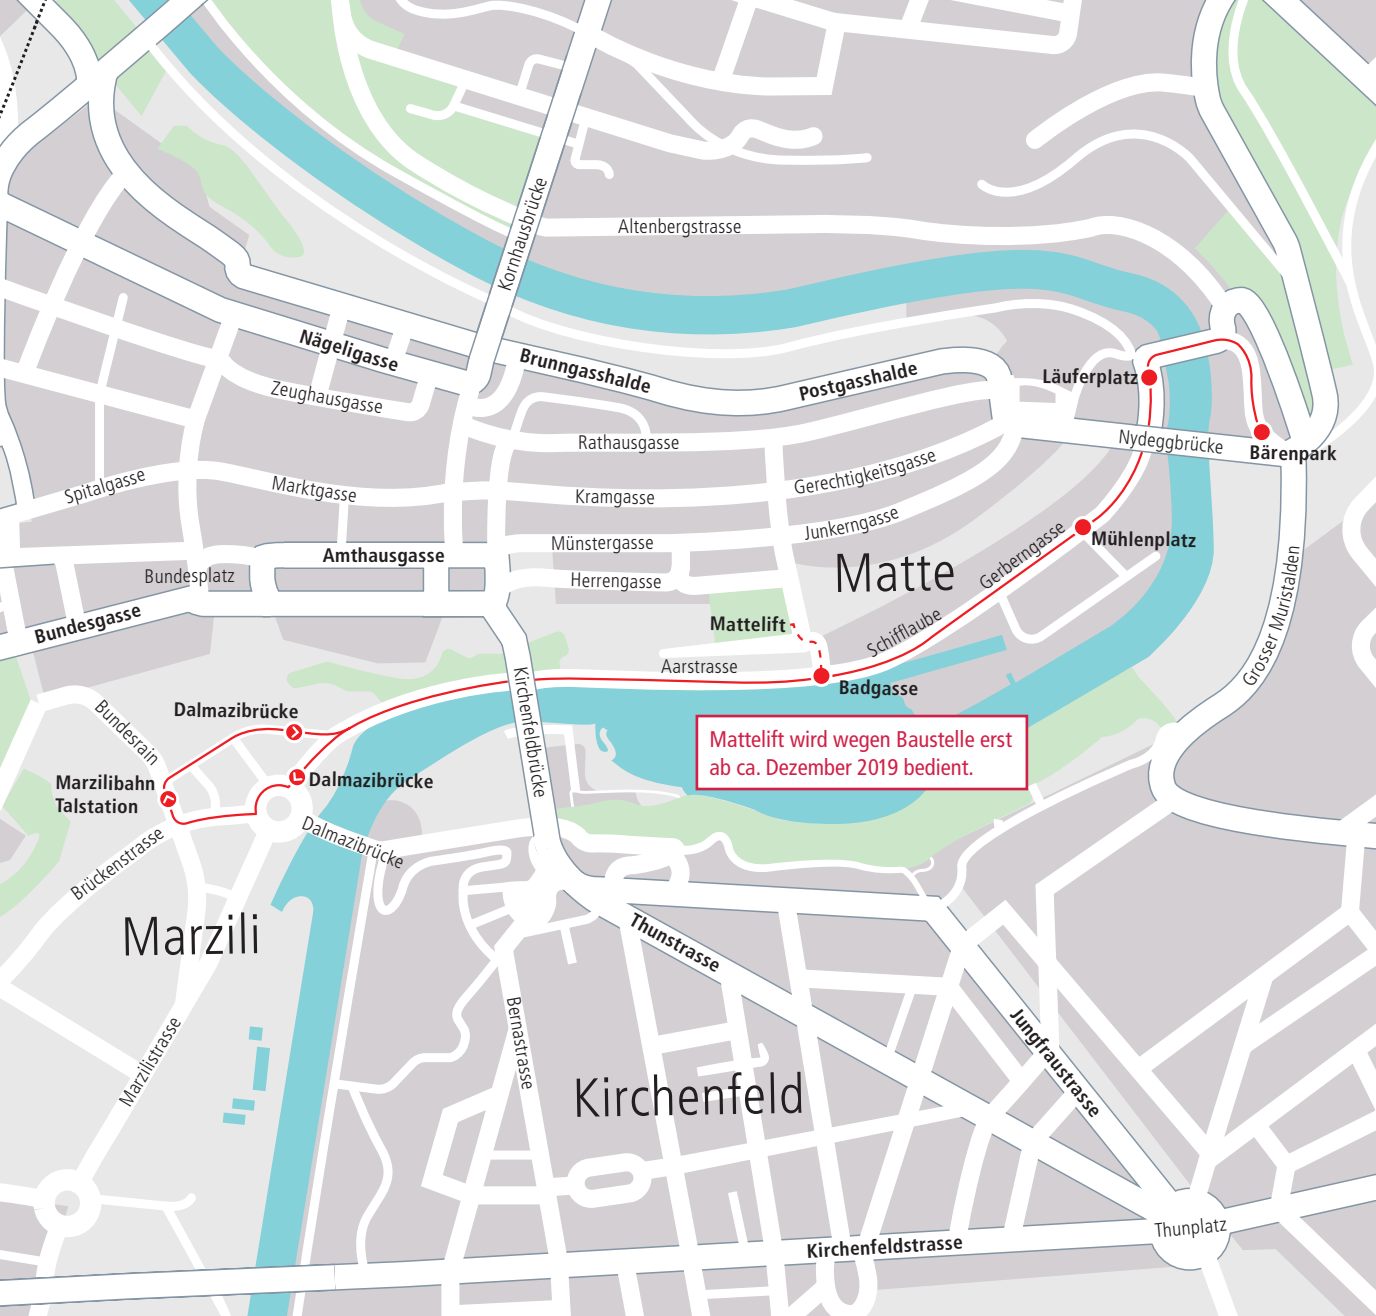 Kornhausbrücke
Altenbergstrasse
Nägeligasse
Brunngasshalde
Postgasshalde
Läuferplatz
Zeughausgasse
Rathausgasse
Nydeggbrücke
Bärenpark
Spitalgasse
Marktgasse
Kramgasse
Gerechtigkeitsgasse
Junkerngasse
Amthausgasse
Münstergasse
Mühlenplatz
Bundesplatz
Herrengasse
Matte
Gerberngasse
Grosser Muristalden
Bundesgasse
Mattelift
Schifflaube
Aarstrasse
Badgasse
Kirchenfeldbrücke
Dalmazibrücke
Bundesrain
Mattelift wird wegen Baustelle erst
ab ca. Dezember 2019 bedient.
Marzilibahn
Talstation
Dalmazibrücke
Dalmazibrücke
Brückenstrasse
Marzili
Thunstrasse
Marzilistrasse
Bernastrasse
Jungfraustrasse
Kirchenfeld
Thunplatz
Kirchenfeldstrasse